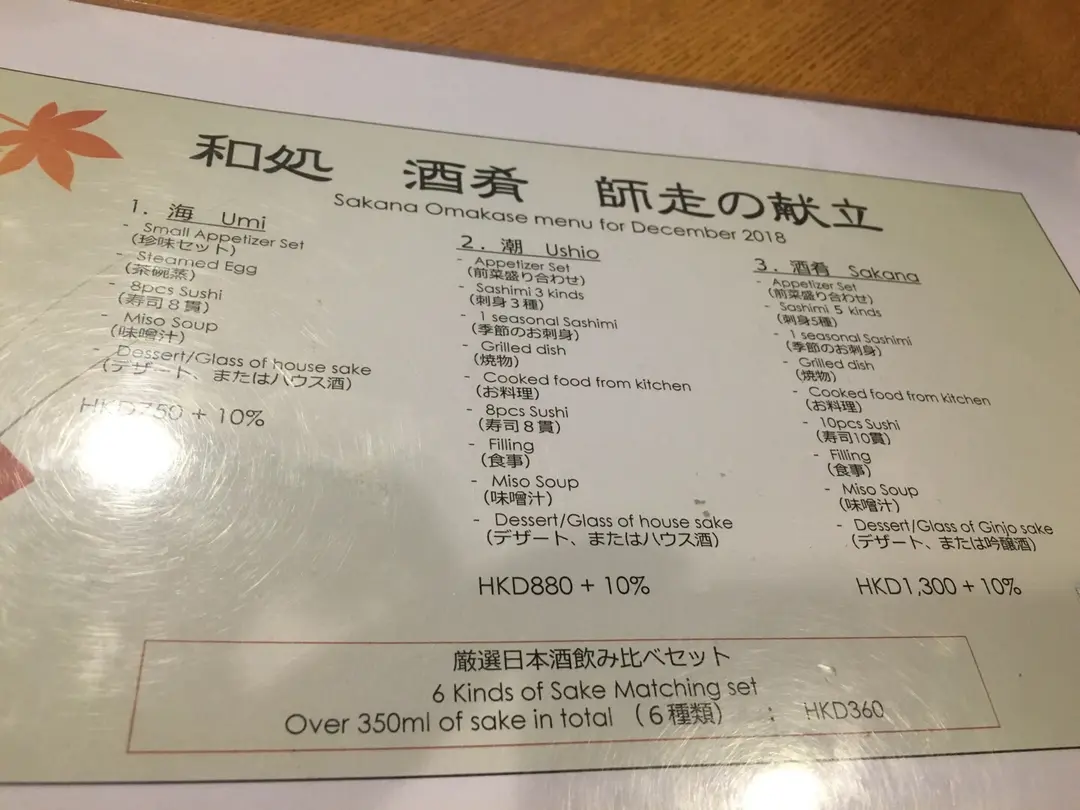 和処 酒肴 師走の献立
Sakana Omakase menu for December 2018
1. 海 Umi
- Small Appetizer Set
(珍味セット)
- Steamed Egg
(茶碗蒸)
- 8pcs Sushi
(寿司８貫)
- Miso Soup
(味噌汁)
- Dessert/Glass of house sake
(デザート、またはハウス酒)
HKD750 + 10%
2. 潮 Ushio
- Appetizer Set
(前菜盛り合わせ)
- Sashimi 3 kinds
(刺身３種)
- 1 seasonal Sashimi
(季節のお刺身)
- Grilled dish
(焼物)
- Cooked food from kitchen
(お料理)
- 8pcs Sushi
(寿司８貫)
- Filling
(食事)
- Miso Soup
(味噌汁)
- Dessert/Glass of house sake
(デザート、またはハウス酒)
HKD880 + 10%
3. 酒肴 Sakana
- Appetizer Set
(前菜盛り合わせ)
- Sashimi 5 kinds
(刺身5種)
- 1 seasonal Sashimi
(季節のお刺身)
- Grilled dish
(焼物)
- Cooked food from kitchen
(お料理)
- 10pcs Sushi
(寿司10貫)
- Filling
(食事)
- Miso Soup
(味噌汁)
- Dessert/Glass of Ginjo sake
(デザート、または吟醸酒)
HKD1,300 + 10%
厳選日本酒飲み比べセット
6 Kinds of Sake Matching set
Over 350ml of sake in total (６種類) : HKD360